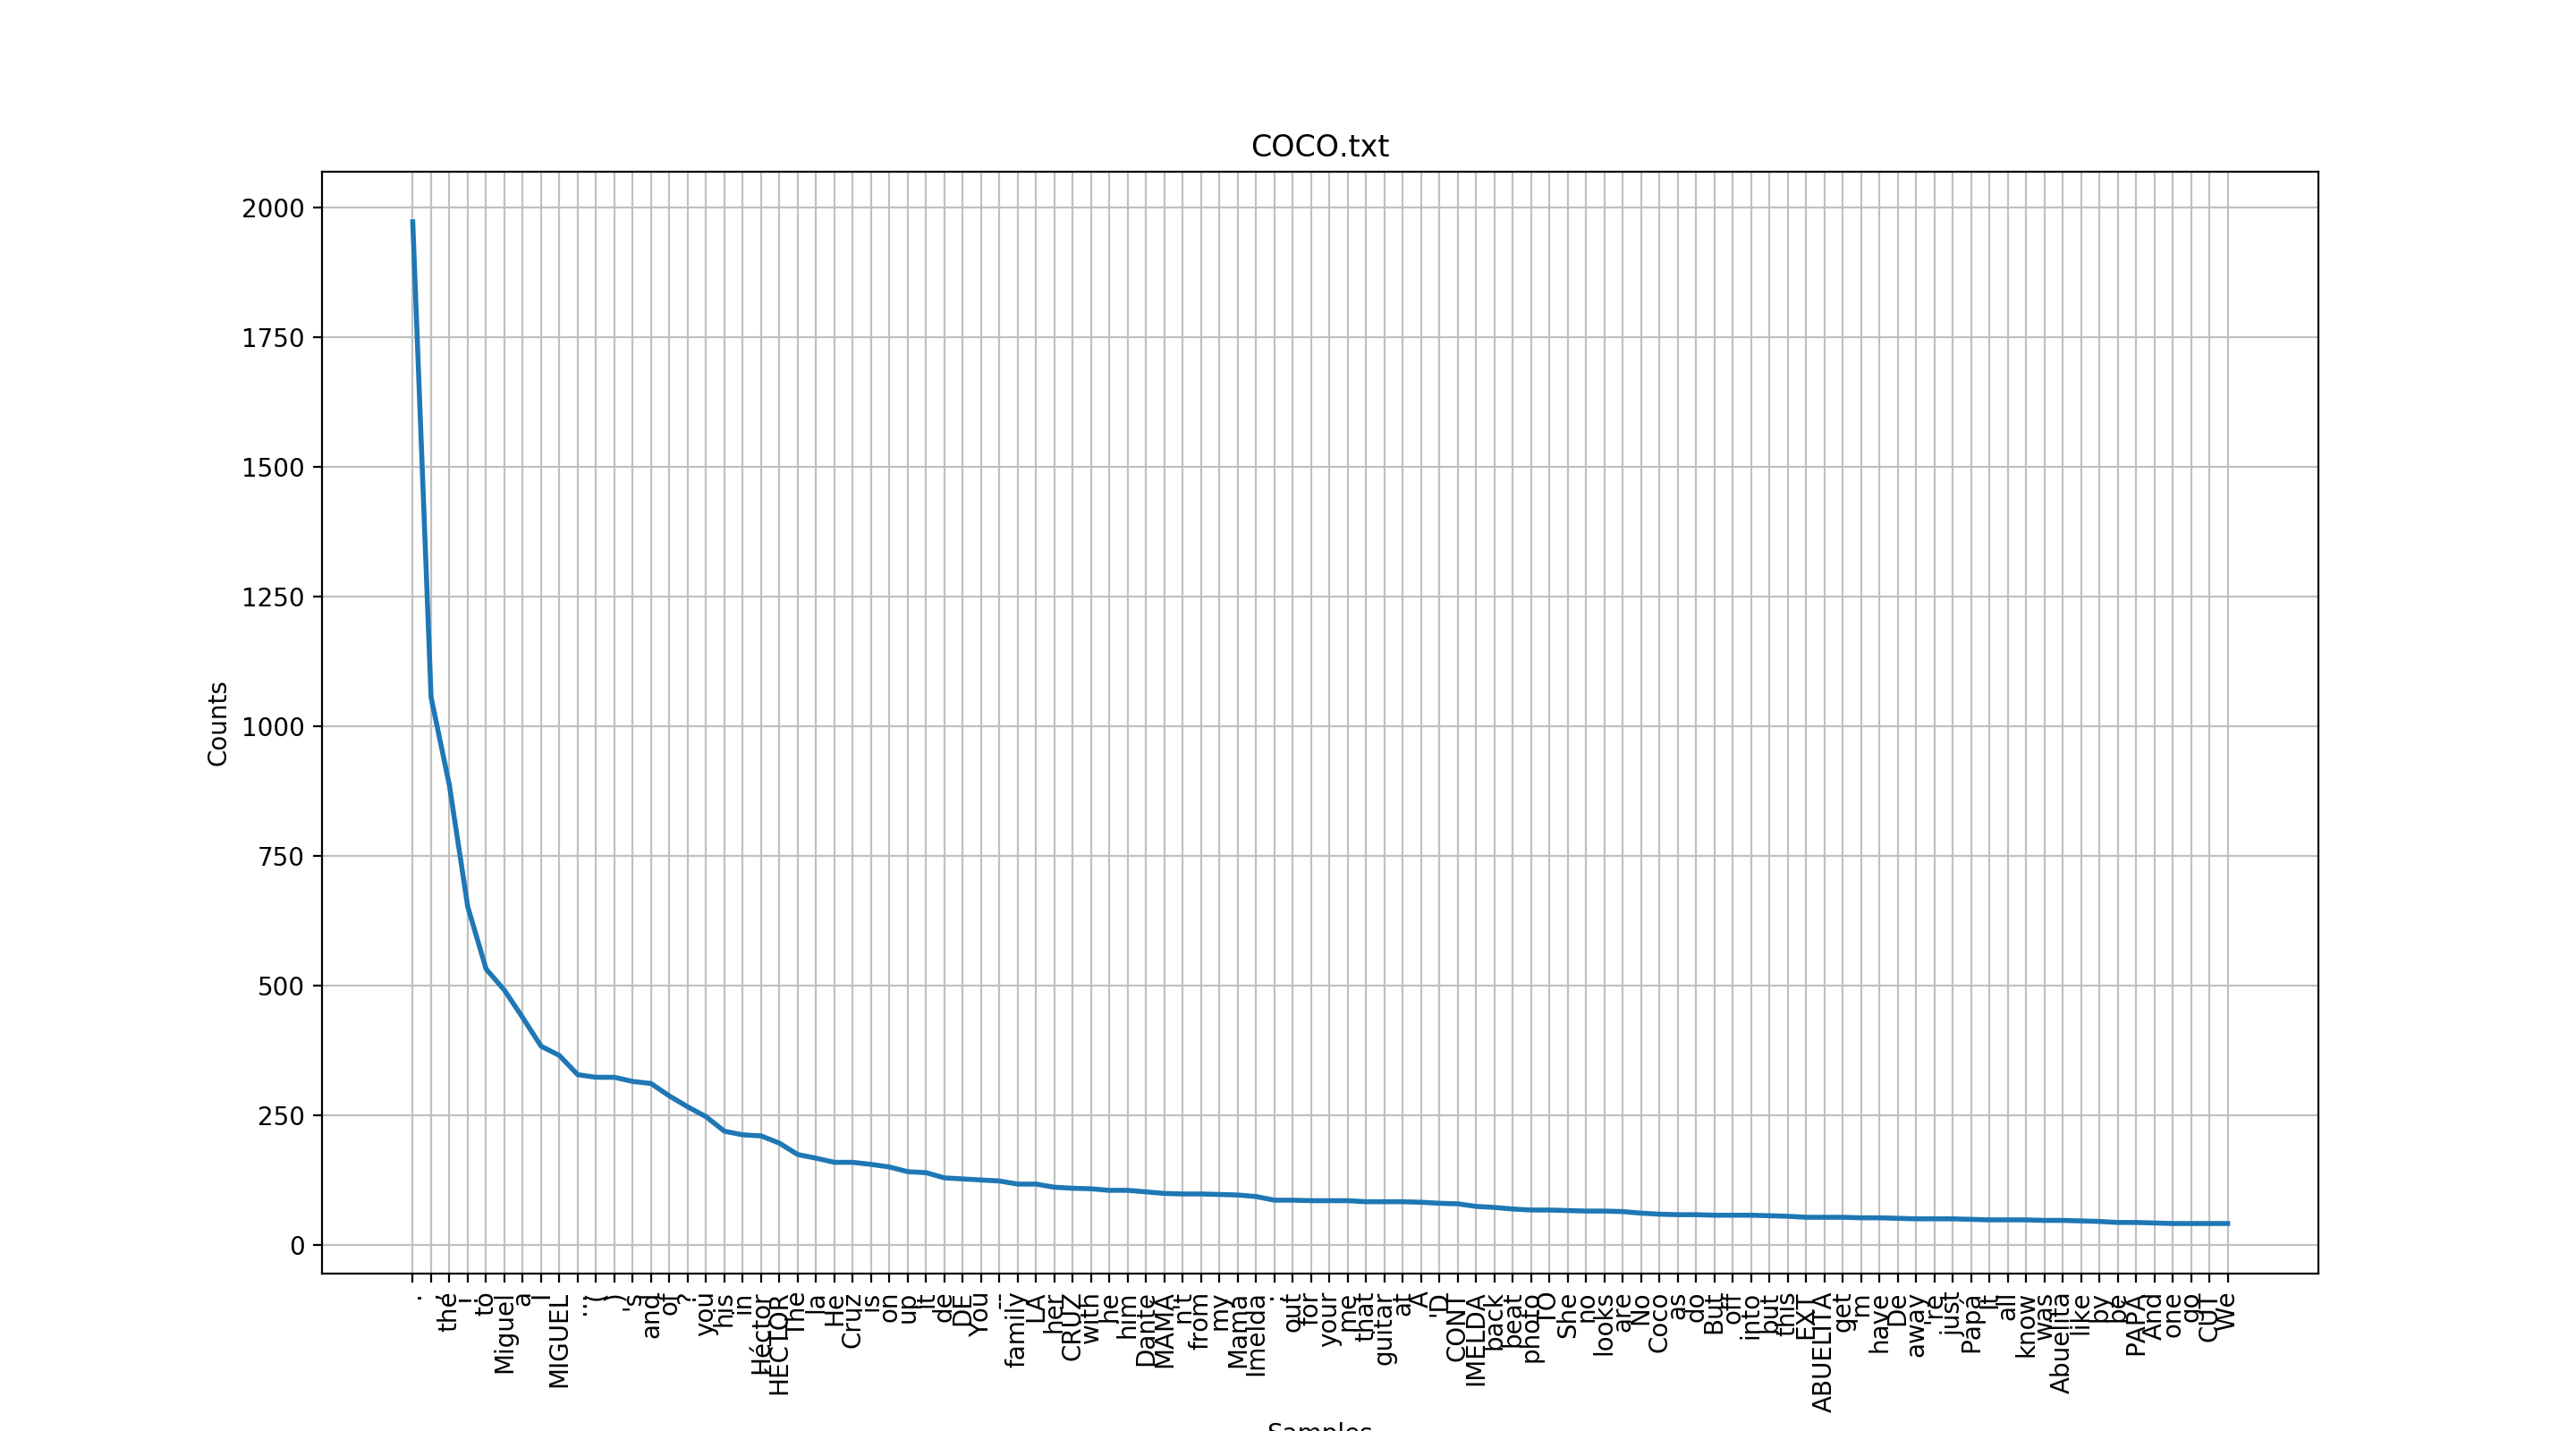 COCO.txt
2000
1750
1500
1250
1000
750
500
250
0
Counts
.
,
the
!
to
Miguel
a
I
MIGUEL
...
(
)
's
and
of
?
you
his
in
Héctor
HÉCTOR
The
la
He
Cruz
is
on
up
it
de
DE
You
--
family
LA
her
CRUZ
with
he
him
Dante
MAMÁ
n't
from
my
Mamá
Imelda
:
out
for
your
me
that
guitar
at
A
'D
CONT
IMELDA
back
beat
photo
TO
She
no
looks
are
No
Coco
as
do
But
off
into
but
this
EXT
ABUELITA
get
'm
have
De
away
're
just
Papá
It
all
know
was
Abuelita
like
by
be
PAPÁ
And
one
go
CUT
We
Samples